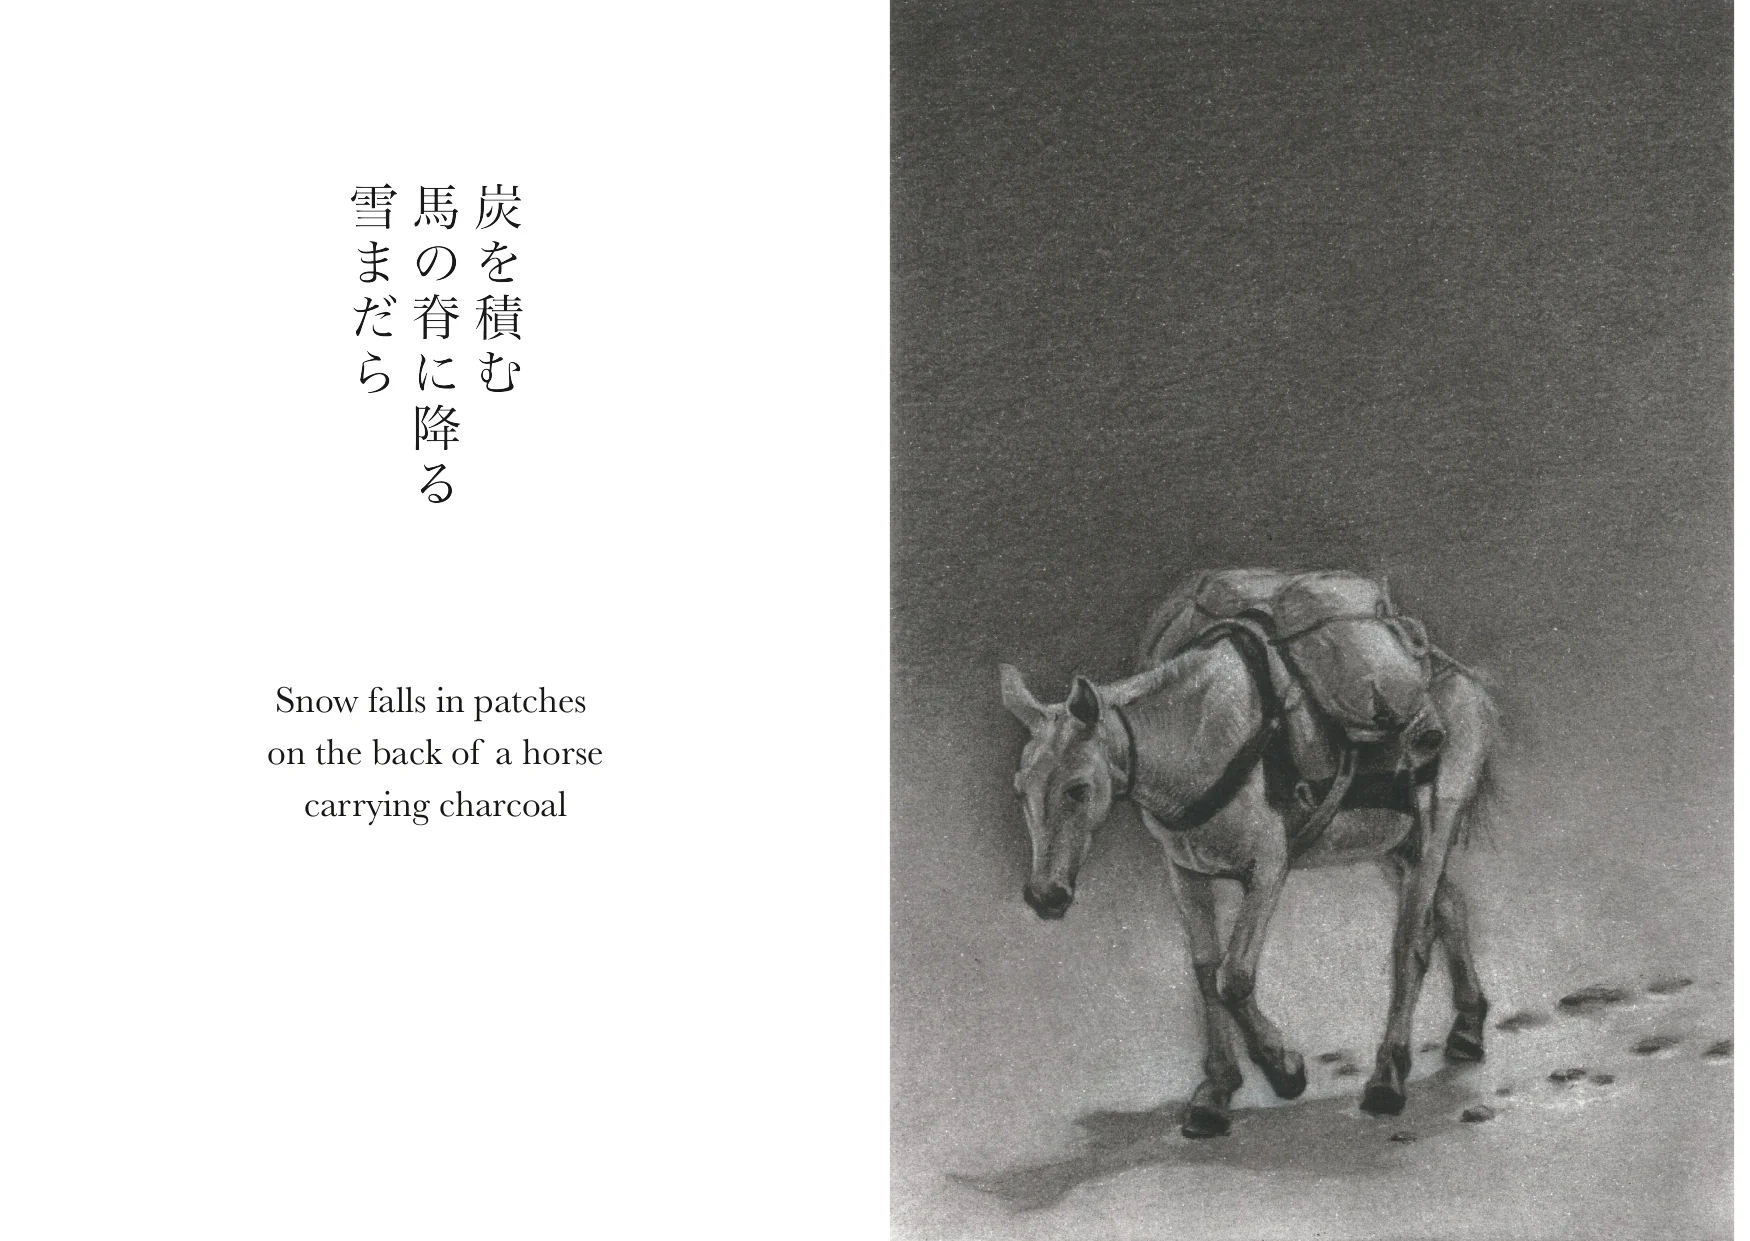 炭を積む
馬の脊に降る
雪まだら
Snow falls in patches
on the back of a horse
carrying charcoal